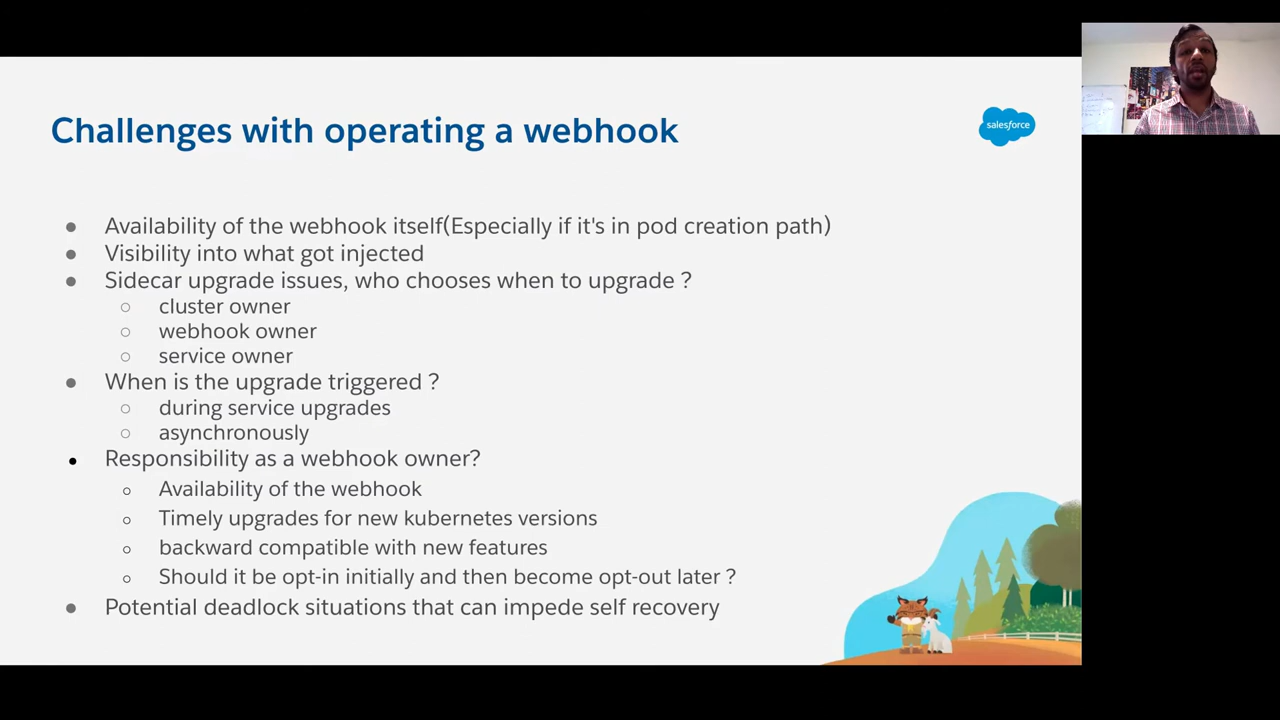 Challenges with operating a webhook
salesforce
● Availability of the webhook itself(Especially if it's in pod creation path)
● Visibility into what got injected
● Sidecar upgrade issues, who chooses when to upgrade ?
○ cluster owner
○ webhook owner
○ service owner
● When is the upgrade triggered ?
○ during service upgrades
○ asynchronously
● Responsibility as a webhook owner?
○ Availability of the webhook
○ Timely upgrades for new kubernetes versions
○ backward compatible with new features
○ Should it be opt-in initially and then become opt-out later ?
● Potential deadlock situations that can impede self recovery